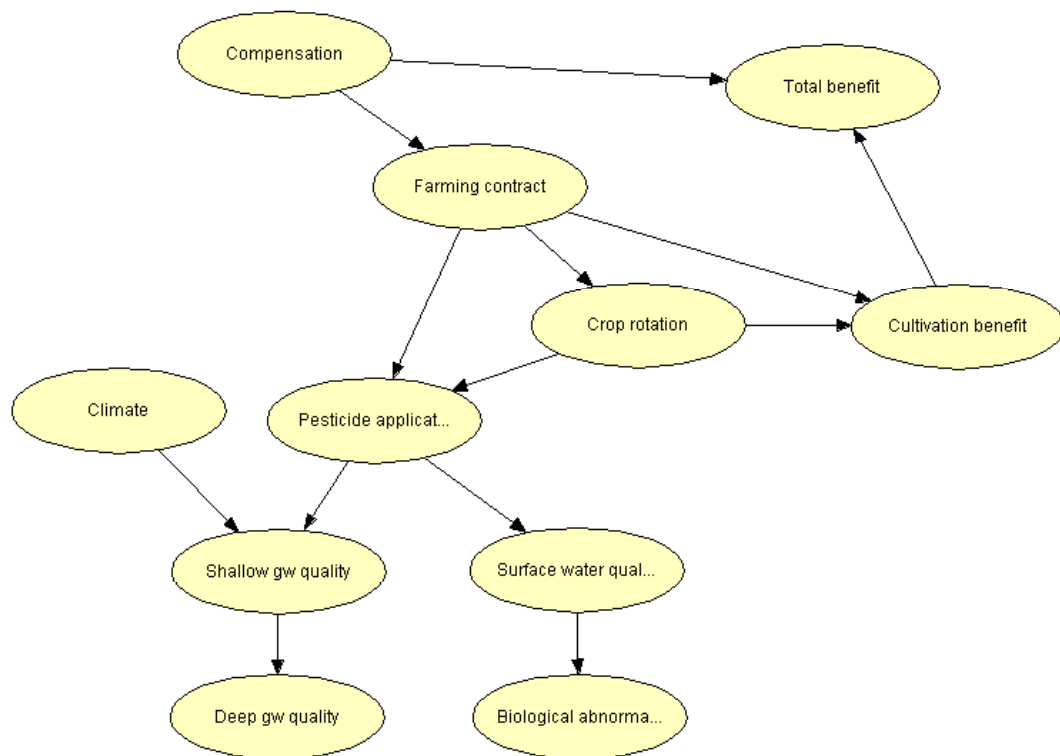 Compensation
Total benefit
Farming contract
Crop rotation
Cultivation benefit
Climate
Pesticide applicat...
Shallow gw quality
Surface water qual...
Deep gw quality
Biological abnorma...